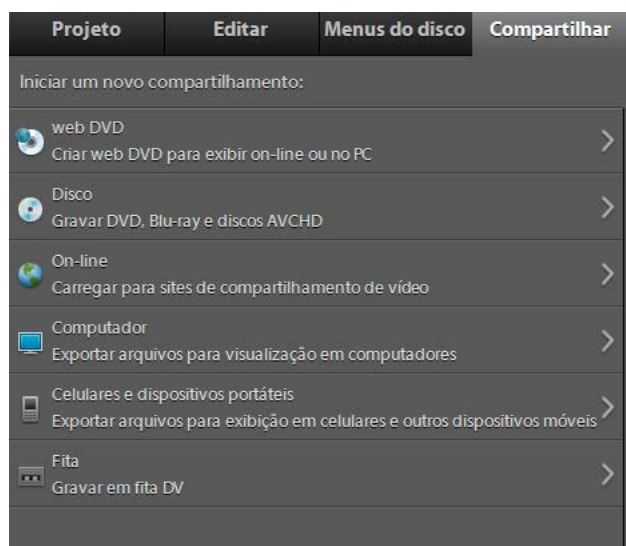 Projeto Editar Menus do disco Compartilhar
Iniciar um novo compartilhamento:
web DVD
Criar web DVD para exibir on-line ou no PC
Disco
Gravar DVD, Blu-ray e discos AVCHD
On-line
Carregar para sites de compartilhamento de vídeo
Computador
Exportar arquivos para visualização em computadores
Celulares e dispositivos portáteis
Exportar arquivos para exibição em celulares e outros dispositivos móveis
Fita
Gravar em fita DV